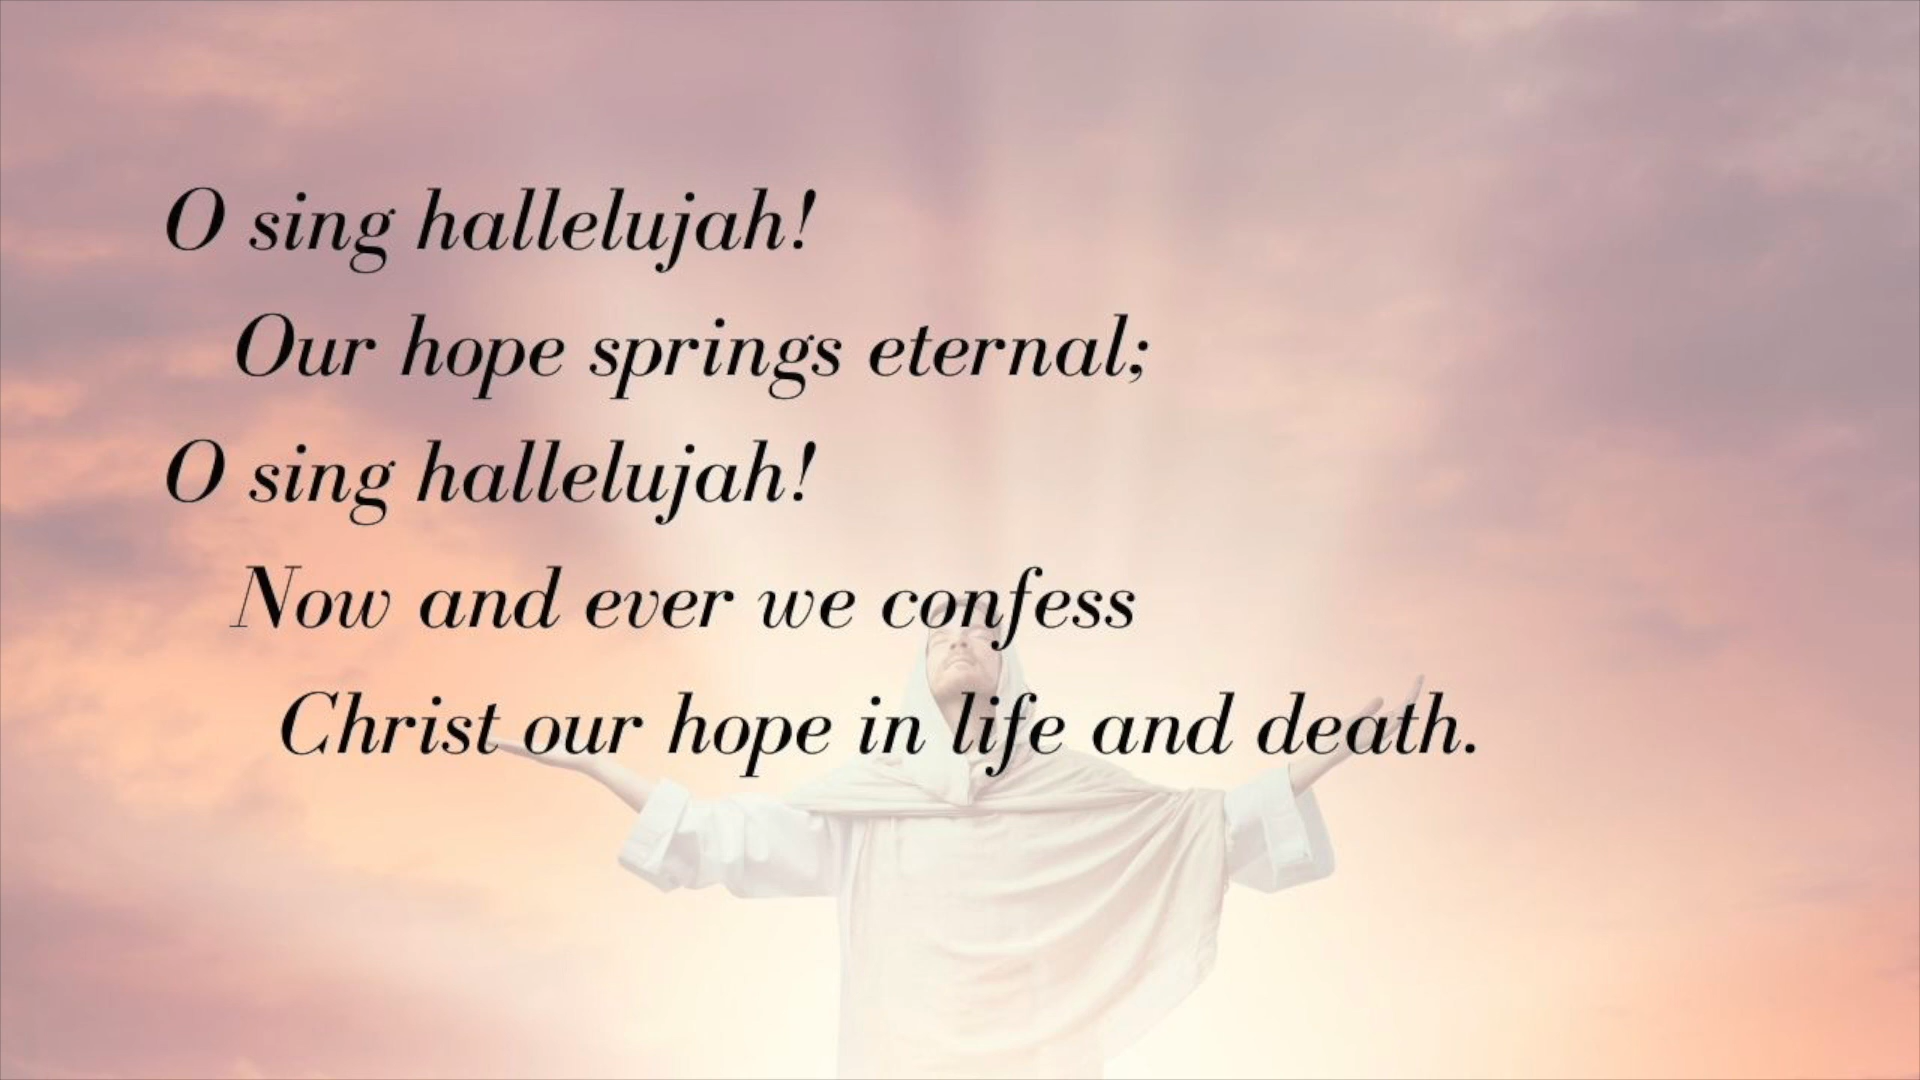 O sing hallelujah!
Our hope springs eternal;
O sing hallelujah!
Now and ever we confess
Christ our hope in life and death.